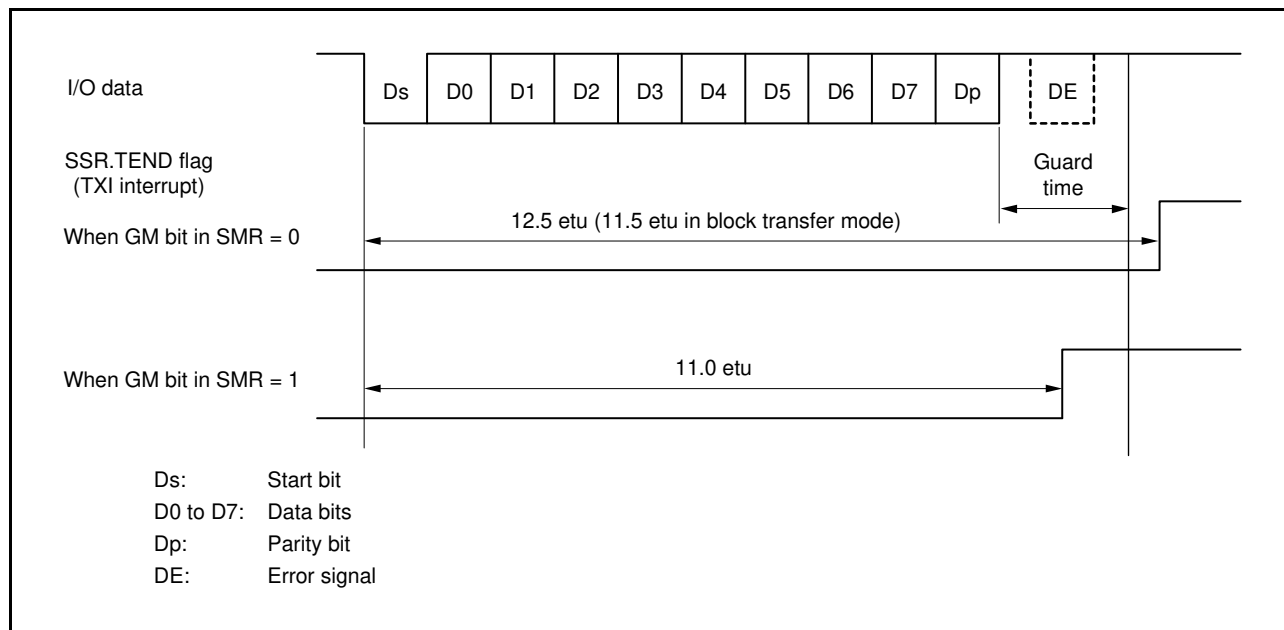 I/O data
Ds D0 D1 D2 D3 D4 D5 D6 D7 Dp DE
SSR.TEND flag
(TXI interrupt)
Guard
time
When GM bit in SMR = 0
12.5 etu (11.5 etu in block transfer mode)
When GM bit in SMR = 1
11.0 etu
Ds: Start bit
D0 to D7: Data bits
Dp: Parity bit
DE: Error signal